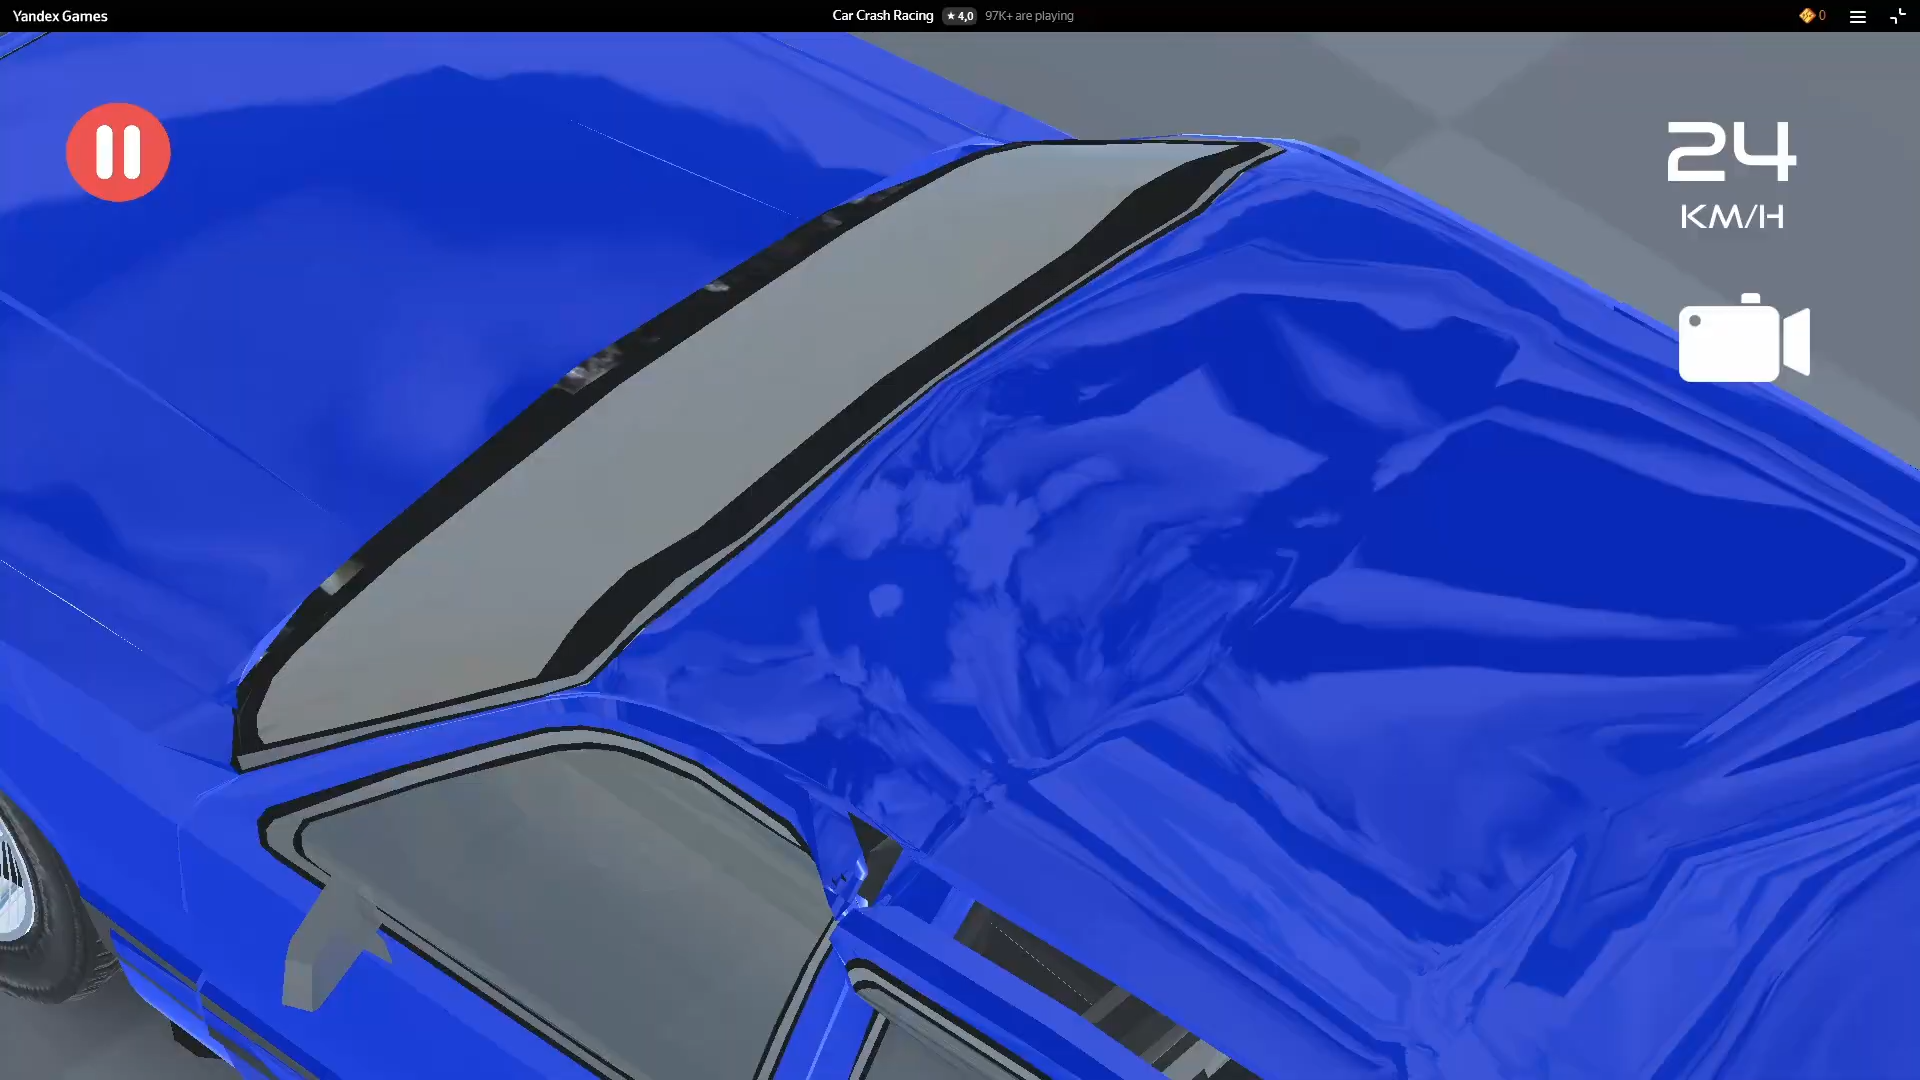 Yandex Games
Car Crash Racing ★ 4,0 97K+ are playing
0
24
KM/H